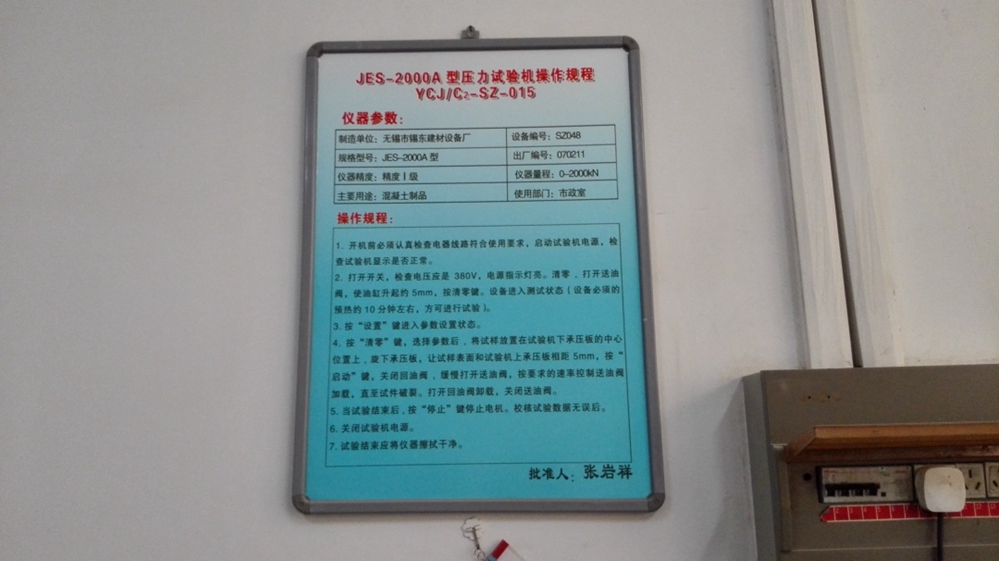 JES-2000A 型压力试验机操作规程
YCJ/C2-SZ-015
仪器参数：
制造单位：无锡市锡东建材设备厂 设备编号：SZ048
规格型号：JES-2000A 型 出厂编号：070211
仪器精度：精度Ⅰ级 仪器量程：0-2000kN
主要用途：混凝土制品 使用部门：市政室
操作规程：
1. 开机前必须认真检查电器线路符合使用要求，启动试验机电源，检
查试验机显示是否正常。
2. 打开开关，检查电压应是 380V，电源指示灯亮。清零 、打开送油
阀，使油缸升起约 5mm，按清零键。设备进入测试状态（设备必须的
预热约 10 分钟左右，方可进行试验）。
3. 按“设置”键进入参数设置状态。
4. 按“清零”键，选择参数后 、将试样放置在试验机下承压板的中心
位置上 、旋下承压板，让试样表面和试验机上承压板相距 5mm，按“
启动”键。关闭回油阀 、缓慢打开送油阀，按要求的速率控制送油阀
加载，直至试件破裂。打开回油阀卸载，关闭送油阀。
5. 当试验结束后 、按“停止”键停止电机。校核试验数据无误后。
6. 关闭试验机电源。
7. 试验结束应将仪器擦拭干净。
批准人：张岩祥